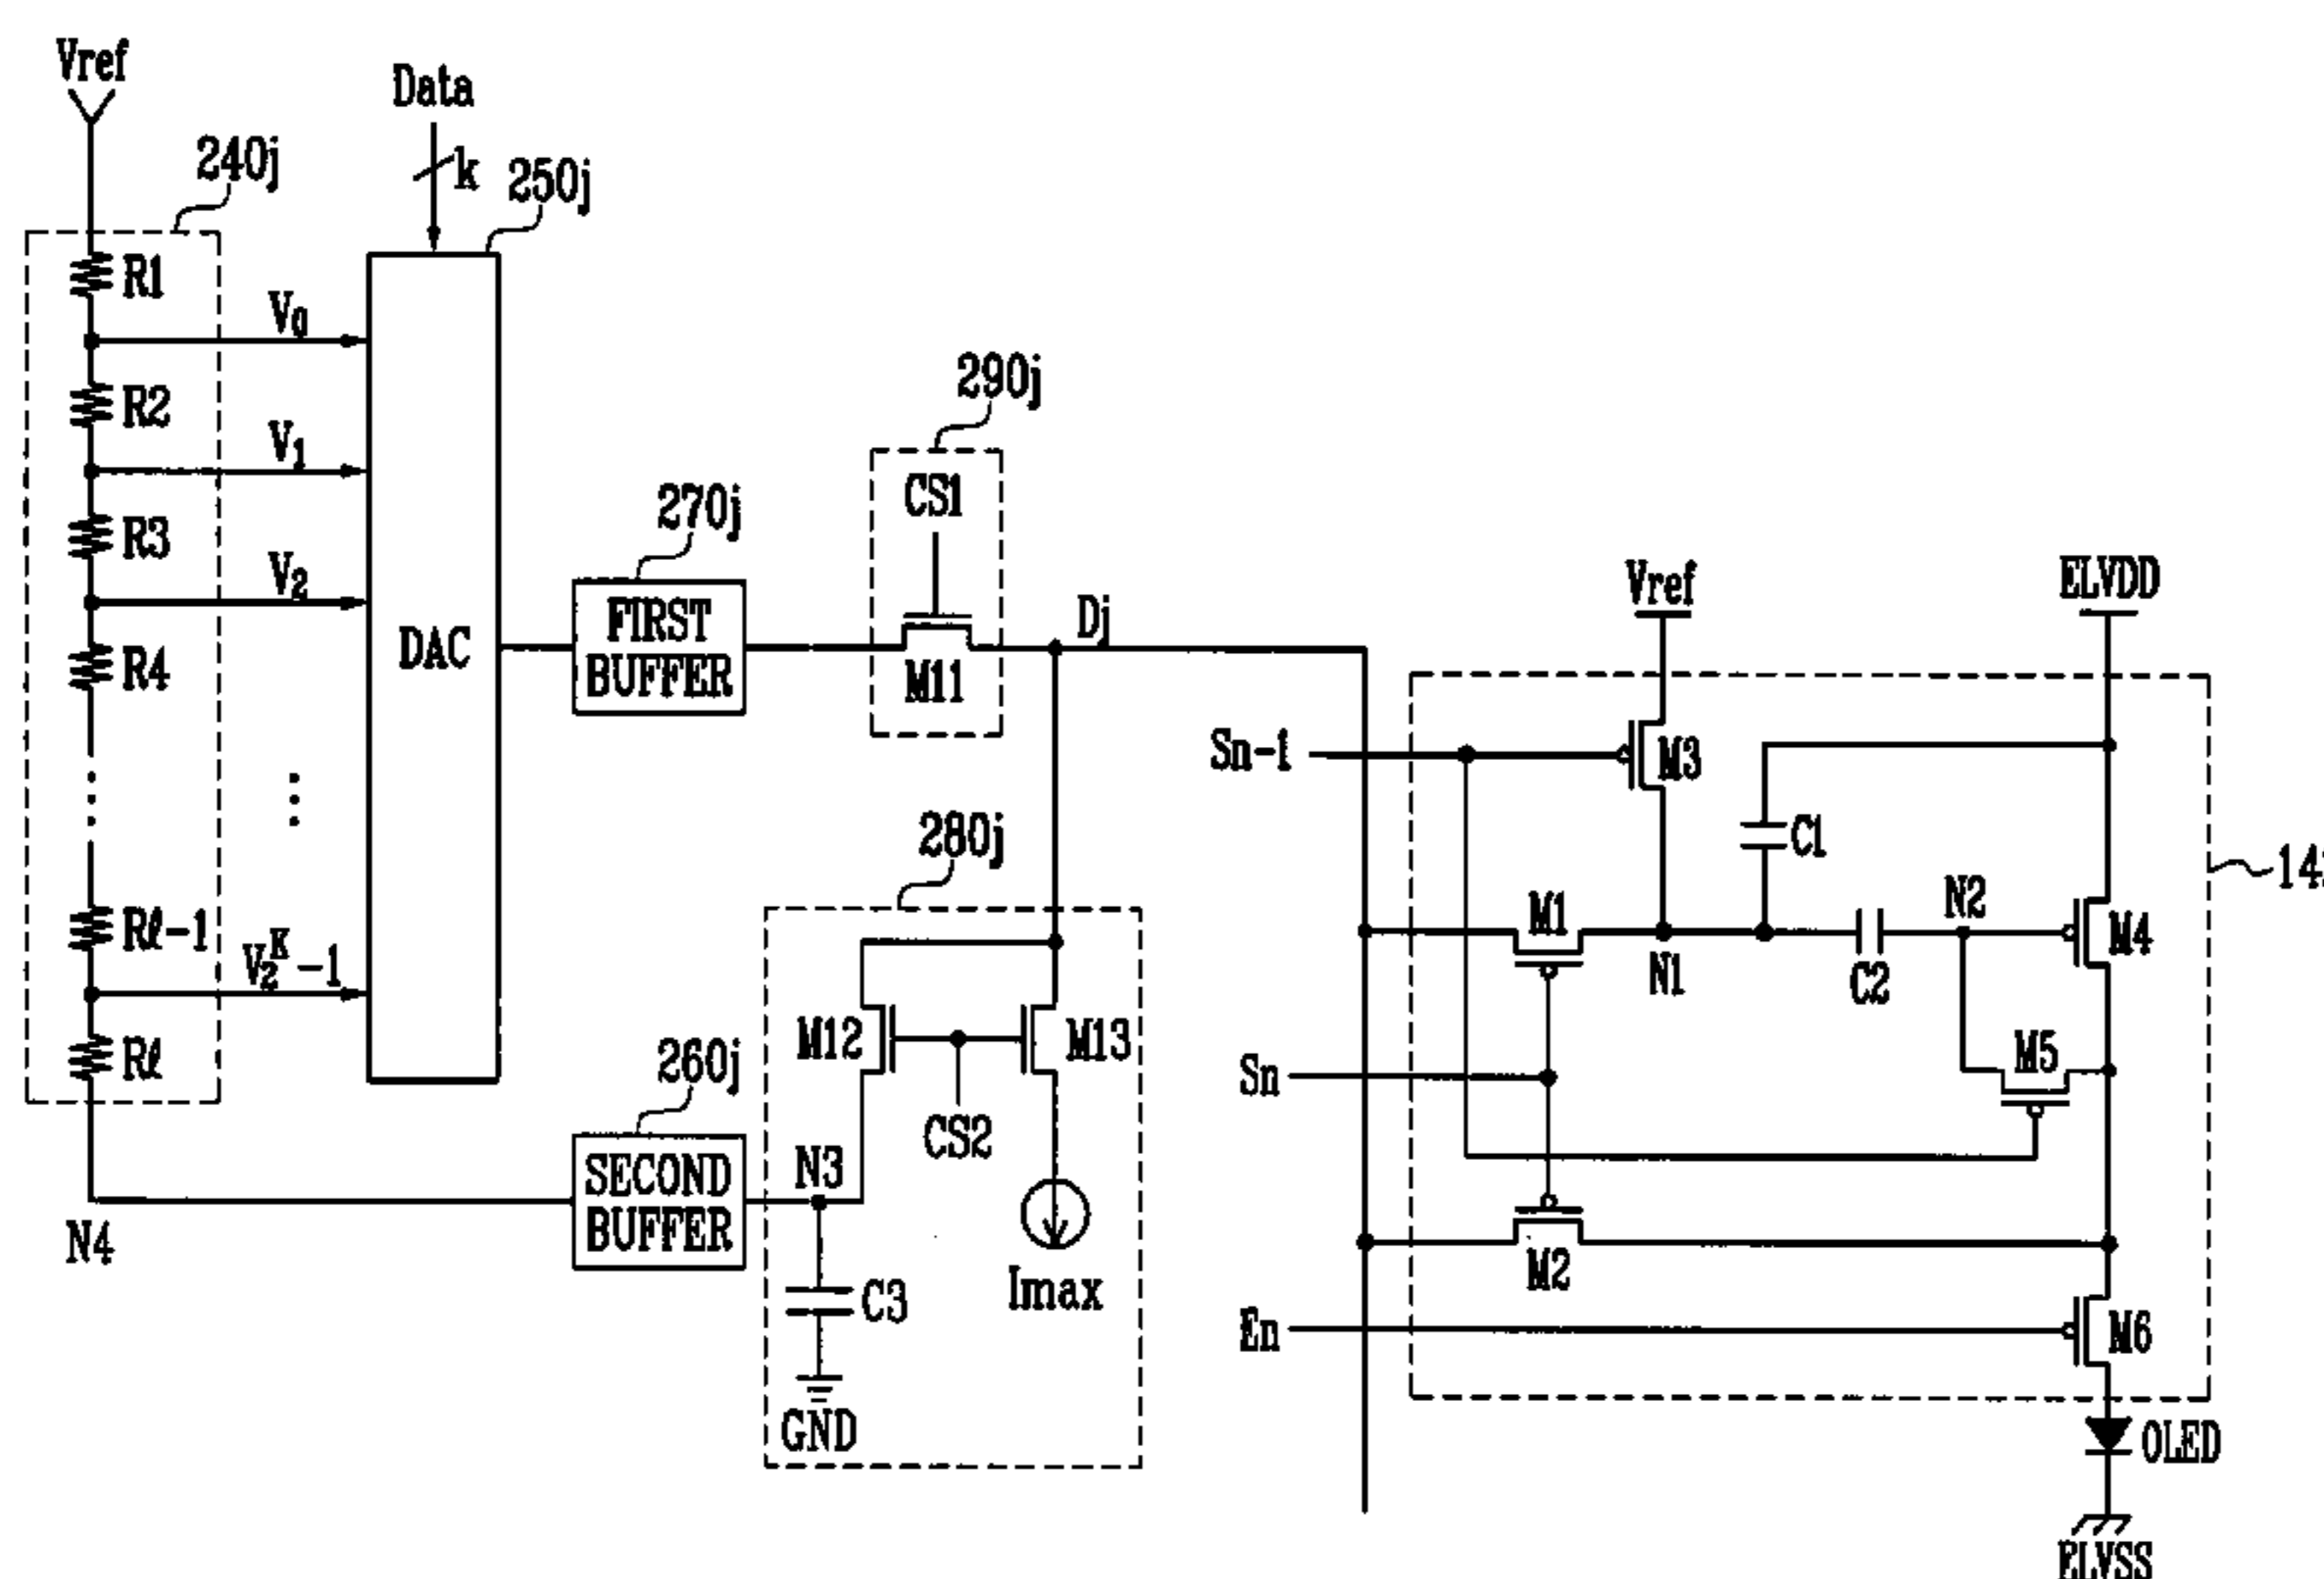 Vref
Data
k
240j
250j
R1
V0
R2
V1
R3
V2
R4
DAC
Rℓ-1
V2K-1
Rℓ
N4
270j
FIRST
BUFFER
290j
CS1
M11
Dj
260j
SECOND
BUFFER
280j
M12
M13
CS2
N3
C3
GND
Imax
Vref
ELVDD
Sn-1
M3
C1
M1
N1
C2
N2
M4
M5
Sn
M2
En
M6
OLED
ELVSS